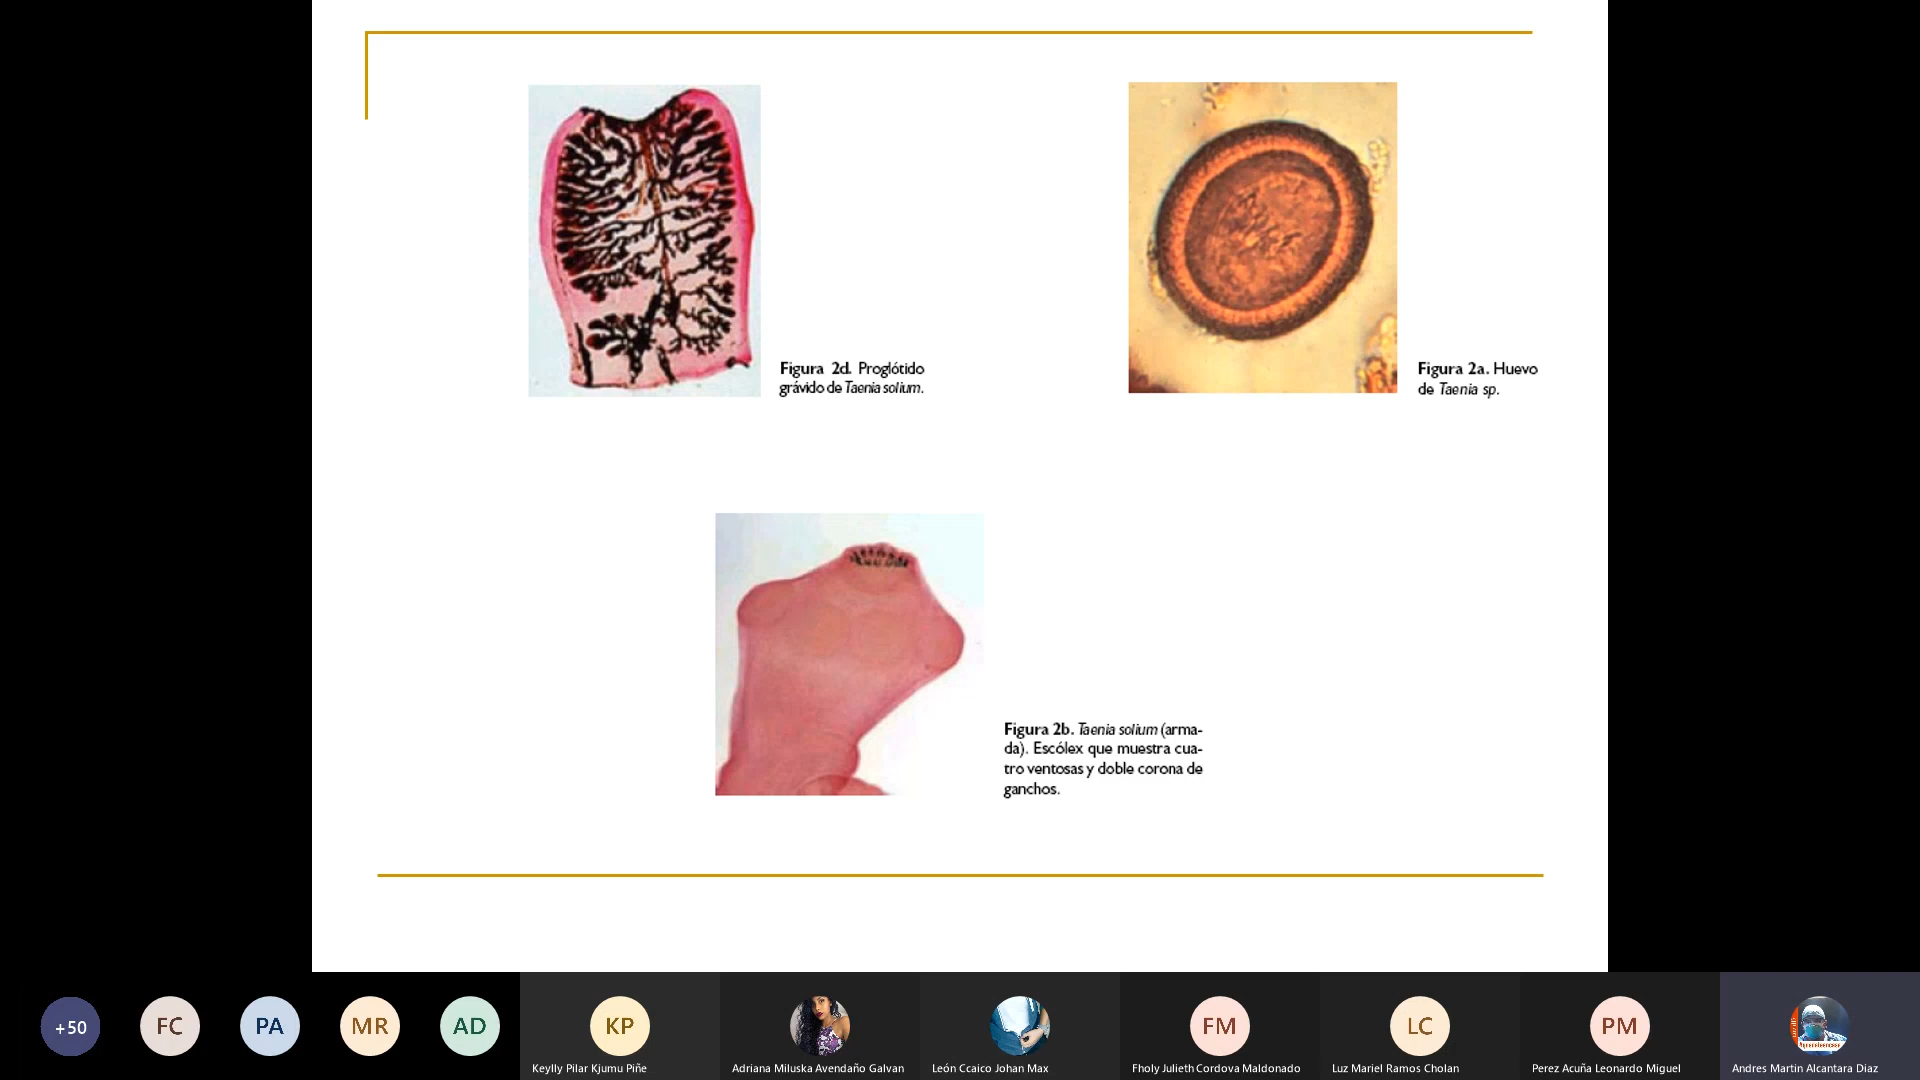 Figura 2d. Proglótido
grávido de Taenia solium.
Figura 2a. Huevo
de Taenia sp.
Figura 2b. Taenia solium (arma-
da). Escólex que muestra cua-
tro ventosas y doble corona de
ganchos.
+50
FC
PA
MR
AD
KP
FM
LC
PM
Keylly Pilar Kjumu Piñe
Adriana Miluska Avendaño Galvan
León Ccaico Johan Max
Fholy Julieth Cordova Maldonado
Luz Mariel Ramos Cholan
Perez Acuña Leonardo Miguel
Andres Martin Alcantara Diaz